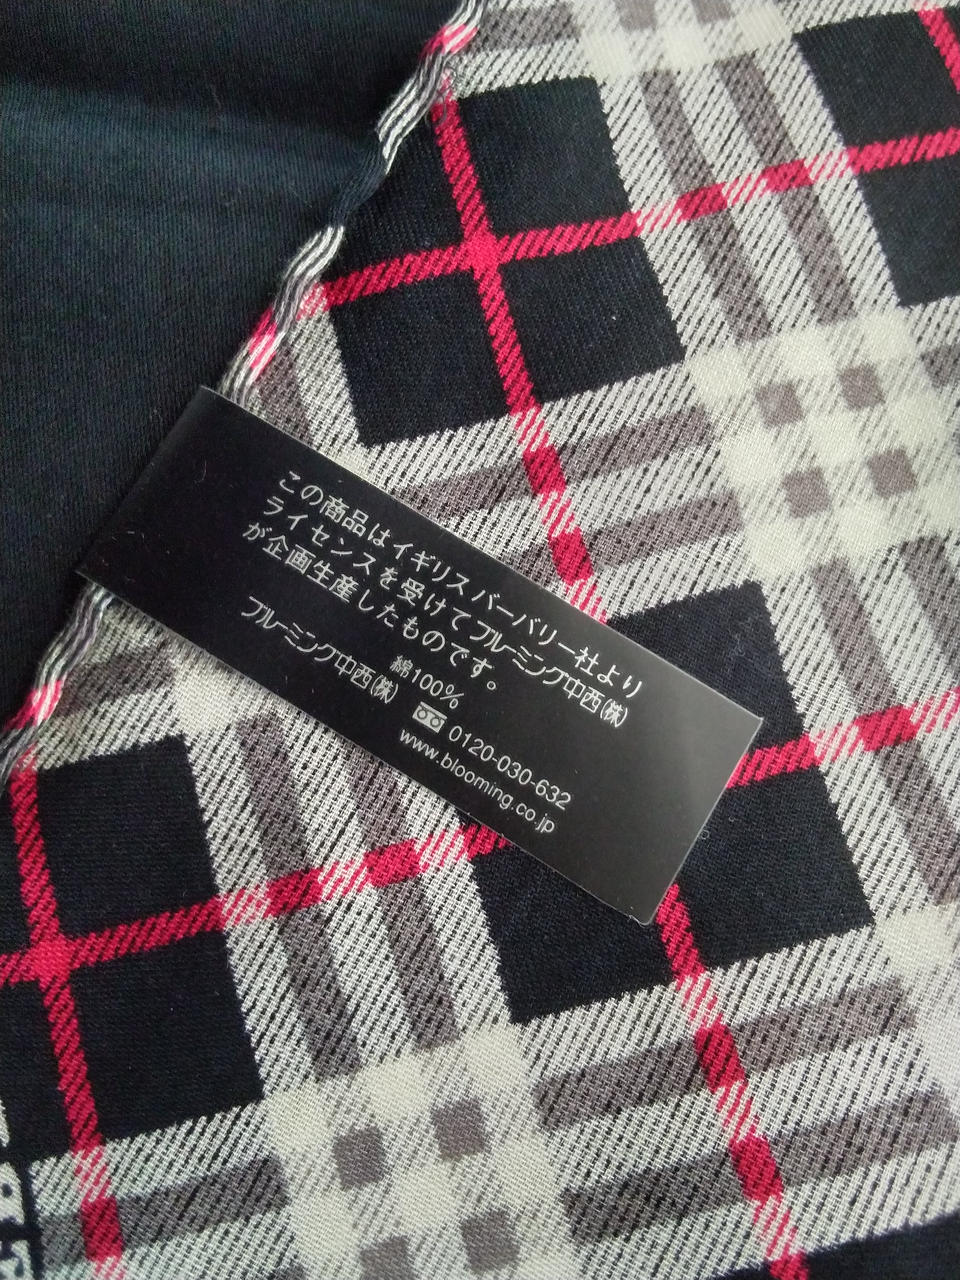 この商品はイギリスバーバリー社より
ライセンスを受けてブルーミング中西㈱
が企画生産したものです。
綿100%
ブルーミング中西㈱
0120-030-632
www.blooming.co.jp